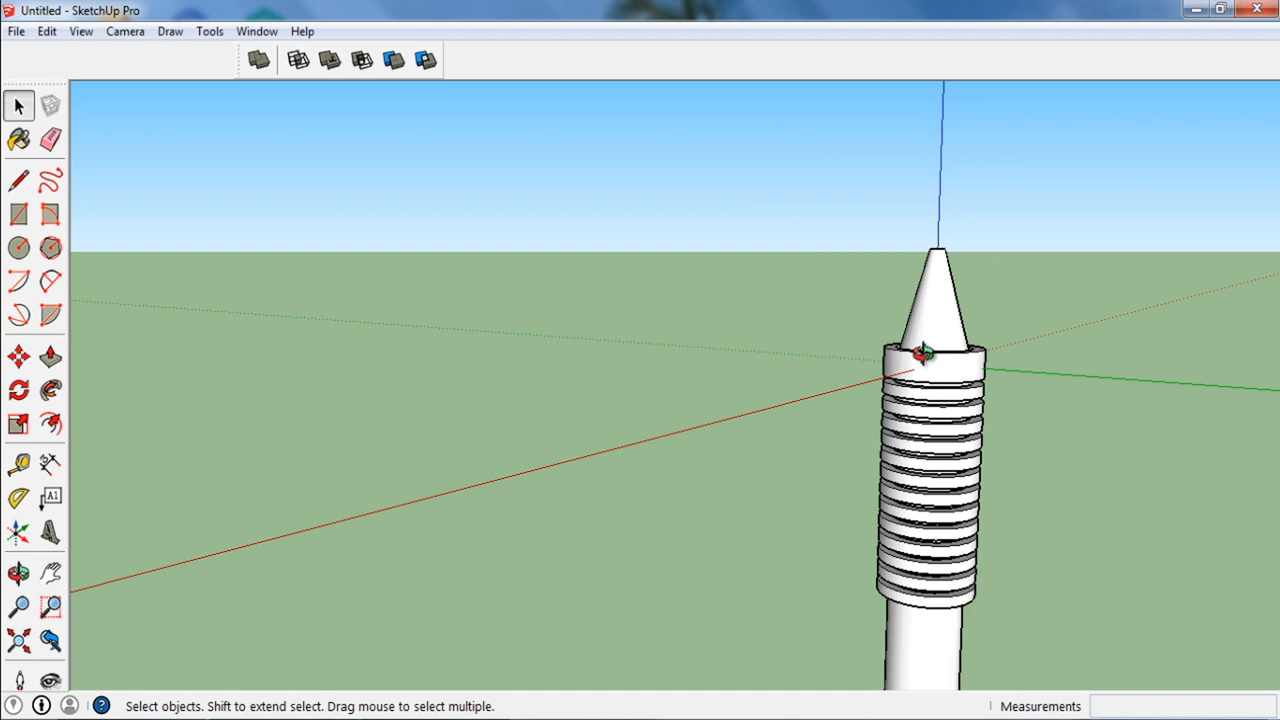 Untitled - SketchUp Pro
File Edit View Camera Draw Tools Window Help
A1
Select objects. Shift to extend select. Drag mouse to select multiple.
Measurements